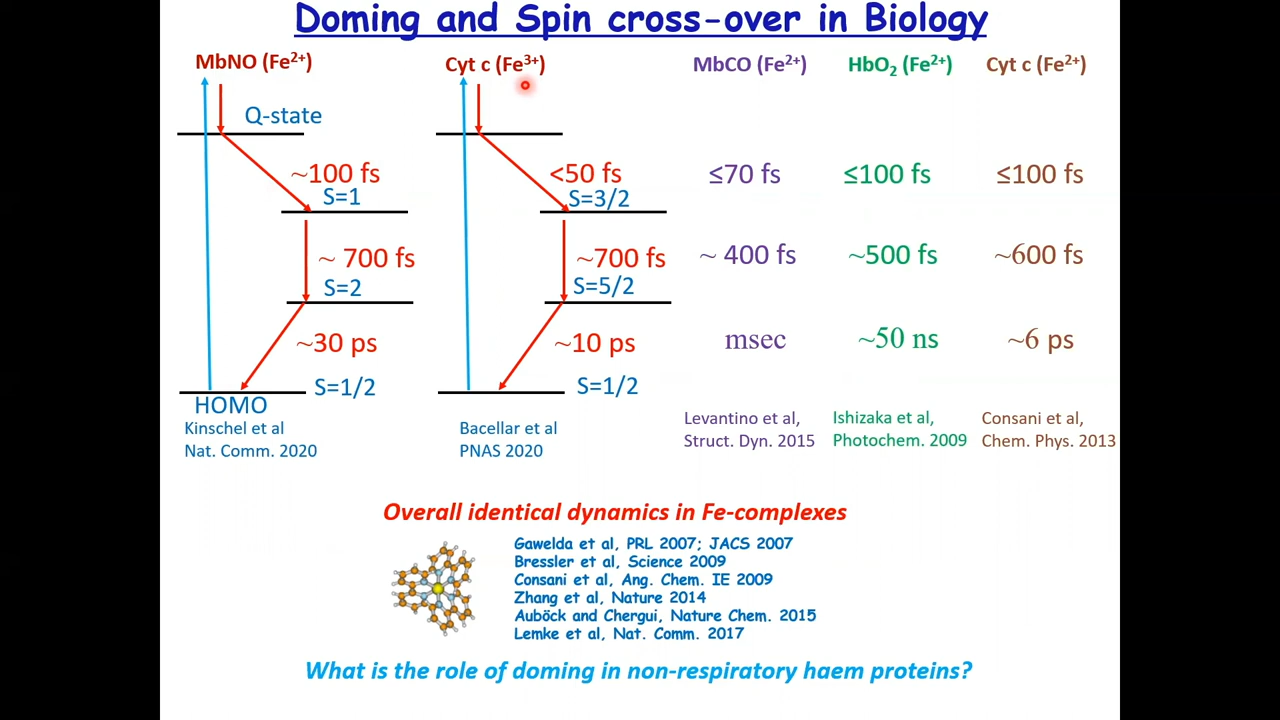 Doming and Spin cross-over in Biology
MbNO (Fe²⁺)
Q-state
~100 fs
S=1
~ 700 fs
S=2
~30 ps
S=1/2
HOMO
Kinschel et al
Nat. Comm. 2020
Cyt c (Fe³⁺)
<50 fs
S=3/2
~700 fs
S=5/2
~10 ps
S=1/2
Bacellar et al
PNAS 2020
MbCO (Fe²⁺)
≤70 fs
~ 400 fs
msec
Levantino et al,
Struct. Dyn. 2015
HbO₂ (Fe²⁺)
≤100 fs
~500 fs
~50 ns
Ishizaka et al,
Photochem. 2009
Cyt c (Fe²⁺)
≤100 fs
~600 fs
~6 ps
Consani et al,
Chem. Phys. 2013
Overall identical dynamics in Fe-complexes
Gawelda et al, PRL 2007; JACS 2007
Bressler et al, Science 2009
Consani et al, Ang. Chem. IE 2009
Zhang et al, Nature 2014
Auböck and Chergui, Nature Chem. 2015
Lemke et al, Nat. Comm. 2017
What is the role of doming in non-respiratory haem proteins?